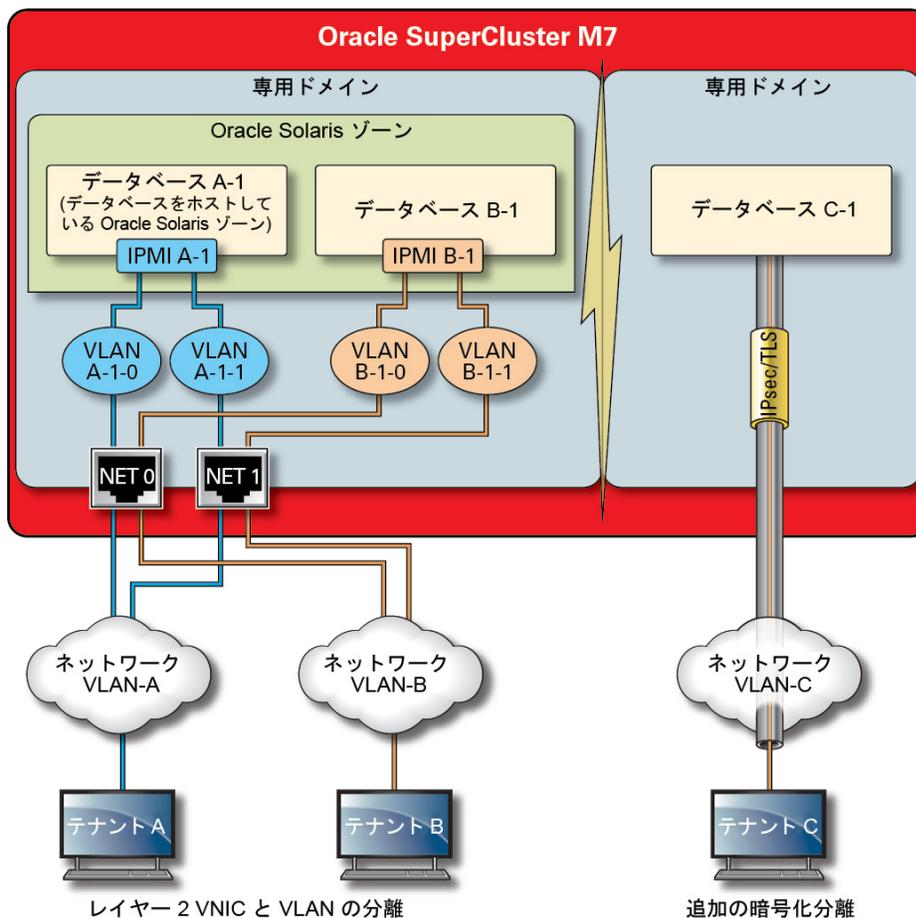 Oracle SuperCluster M7
専用ドメイン
専用ドメイン
Oracle Solaris ゾーン
データベース A-1
(データベースをホストして
いる Oracle Solaris ゾーン)
IPMI A-1
データベース B-1
IPMI B-1
データベース C-1
VLAN
A-1-0
VLAN
A-1-1
VLAN
B-1-0
VLAN
B-1-1
IPsec/TLS
NET 0
NET 1
ネットワーク
VLAN-A
ネットワーク
VLAN-B
ネットワーク
VLAN-C
テナント A
テナント B
テナント C
レイヤー 2 VNIC と VLAN の分離
追加の暗号化分離